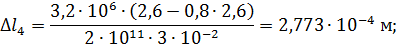 Δl₄ = 3,2 · 10⁶ · (2,6 − 0,8 · 2,6) / 2 · 10¹¹ · 3 · 10⁻² = 2,773 · 10⁻⁴ м;